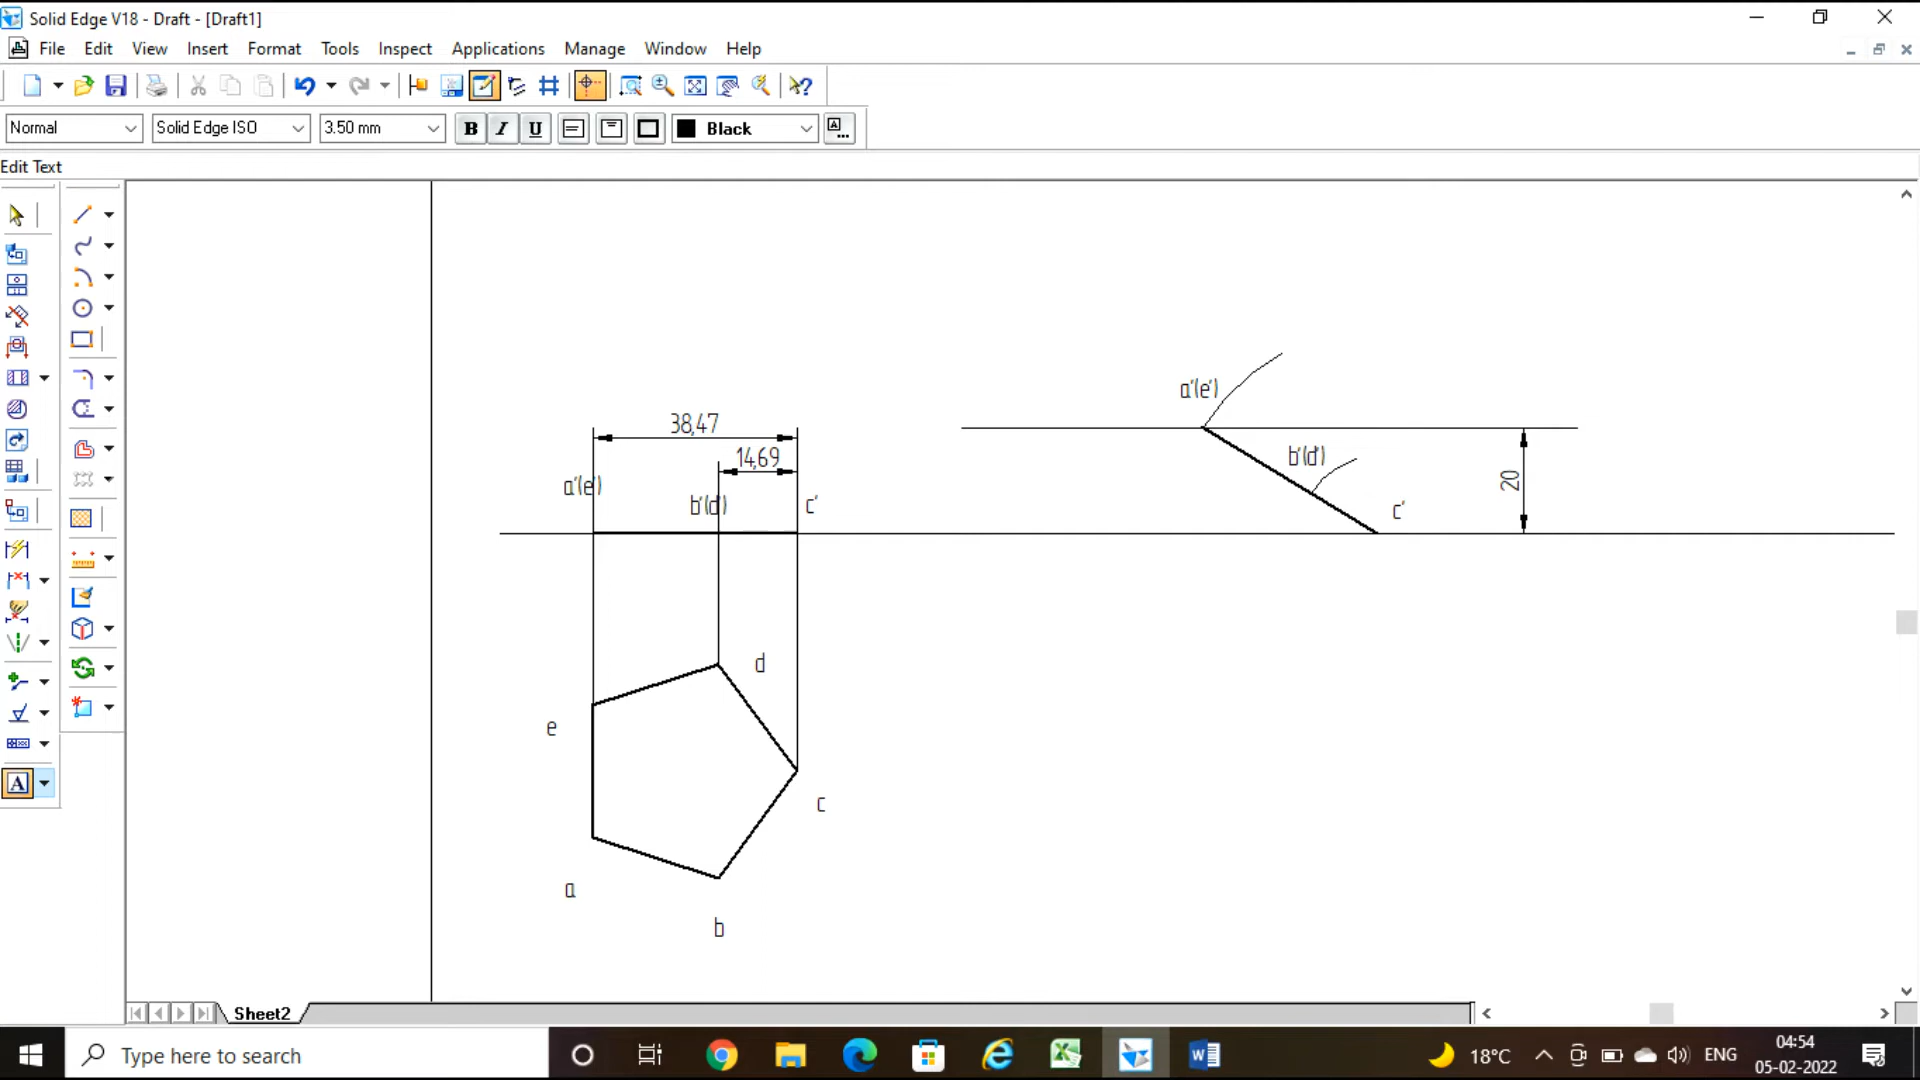 Solid Edge V18 - Draft - [Draft1]
File Edit View Insert Format Tools Inspect Applications Manage Window Help
Normal Solid Edge ISO 3.50 mm B I U Black A...
Edit Text
a'(e')
38,47
14,69
b'(d')
a'(e')
b'(d')
c'
c'
20
d
e
c
a
b
A
Sheet2
Type here to search
18°C ENG 04:54
05-02-2022